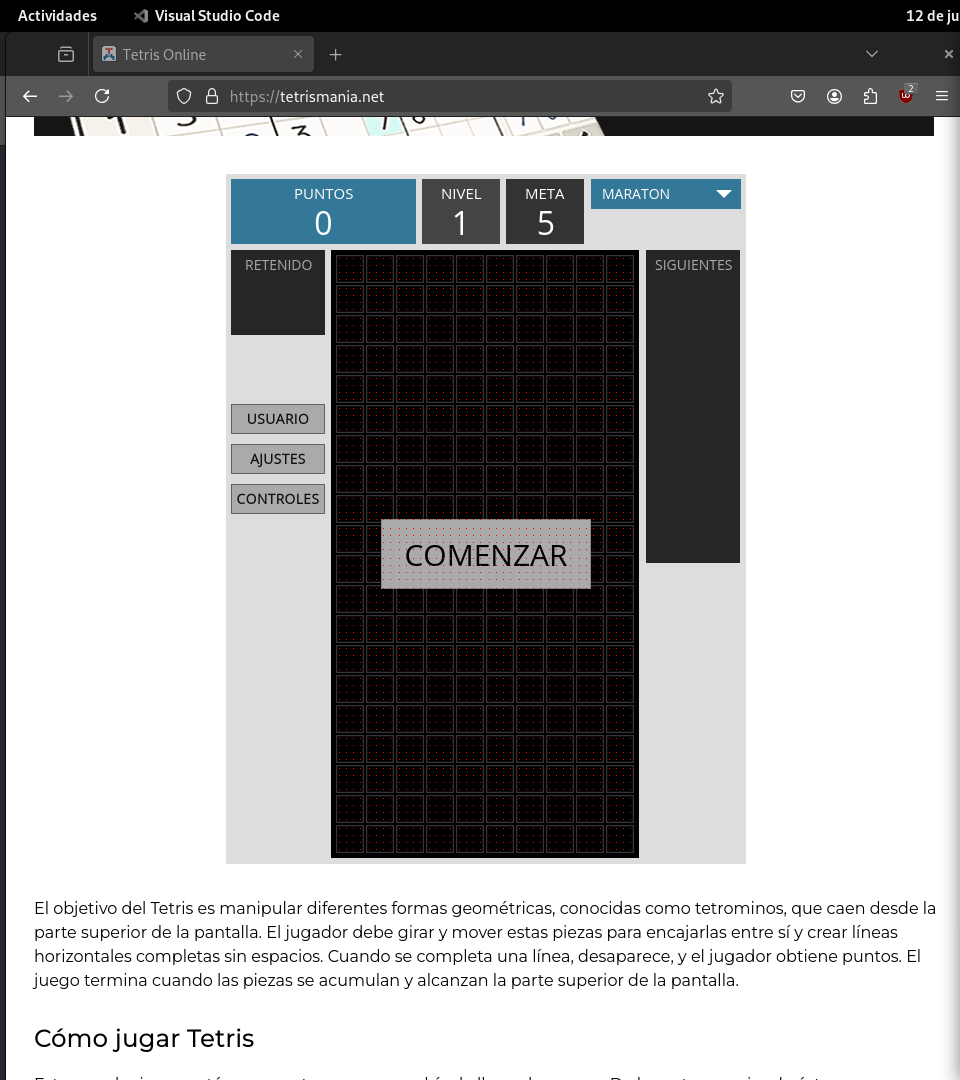 Actividades
Visual Studio Code
12 de ju
Tetris Online
https://tetrismania.net
2
PUNTOS
0
NIVEL
1
META
5
MARATON
RETENIDO
SIGUIENTES
USUARIO
AJUSTES
CONTROLES
COMENZAR
El objetivo del Tetris es manipular diferentes formas geométricas, conocidas como tetrominos, que caen desde la
parte superior de la pantalla. El jugador debe girar y mover estas piezas para encajarlas entre sí y crear líneas
horizontales completas sin espacios. Cuando se completa una línea, desaparece, y el jugador obtiene puntos. El
juego termina cuando las piezas se acumulan y alcanzan la parte superior de la pantalla.
Cómo jugar Tetris